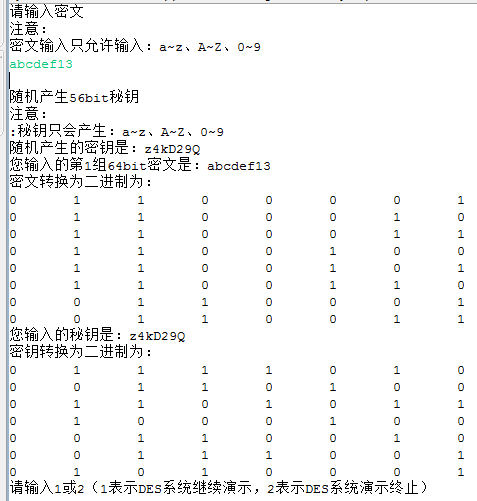 请输入密文
注意:
密文输入只允许输入: a~z、A~Z、0~9
abcdef13
随机产生56bit秘钥
注意:
:秘钥只会产生: a~z、A~Z、0~9
随机产生的密钥是: z4kD29Q
您输入的第1组64bit密文是: abcdef13
密文转换为二进制为:
0 1 1 0 0 0 0 1
0 1 1 0 0 0 1 0
0 1 1 0 0 0 1 1
0 1 1 0 0 1 0 0
0 1 1 0 0 1 0 1
0 1 1 0 0 1 1 0
0 0 1 1 0 0 0 1
0 0 1 1 0 0 1 1
您输入的秘钥是: z4kD29Q
密钥转换为二进制为:
0 1 1 1 1 0 1 0
0 0 1 1 0 1 0 0
0 1 1 0 1 0 1 1
0 1 0 0 0 1 0 0
0 0 1 1 0 0 1 0
0 0 1 1 1 0 0 1
0 1 0 1 0 0 0 1
请输入1或2（1表示DES系统继续演示，2表示DES系统演示终止）